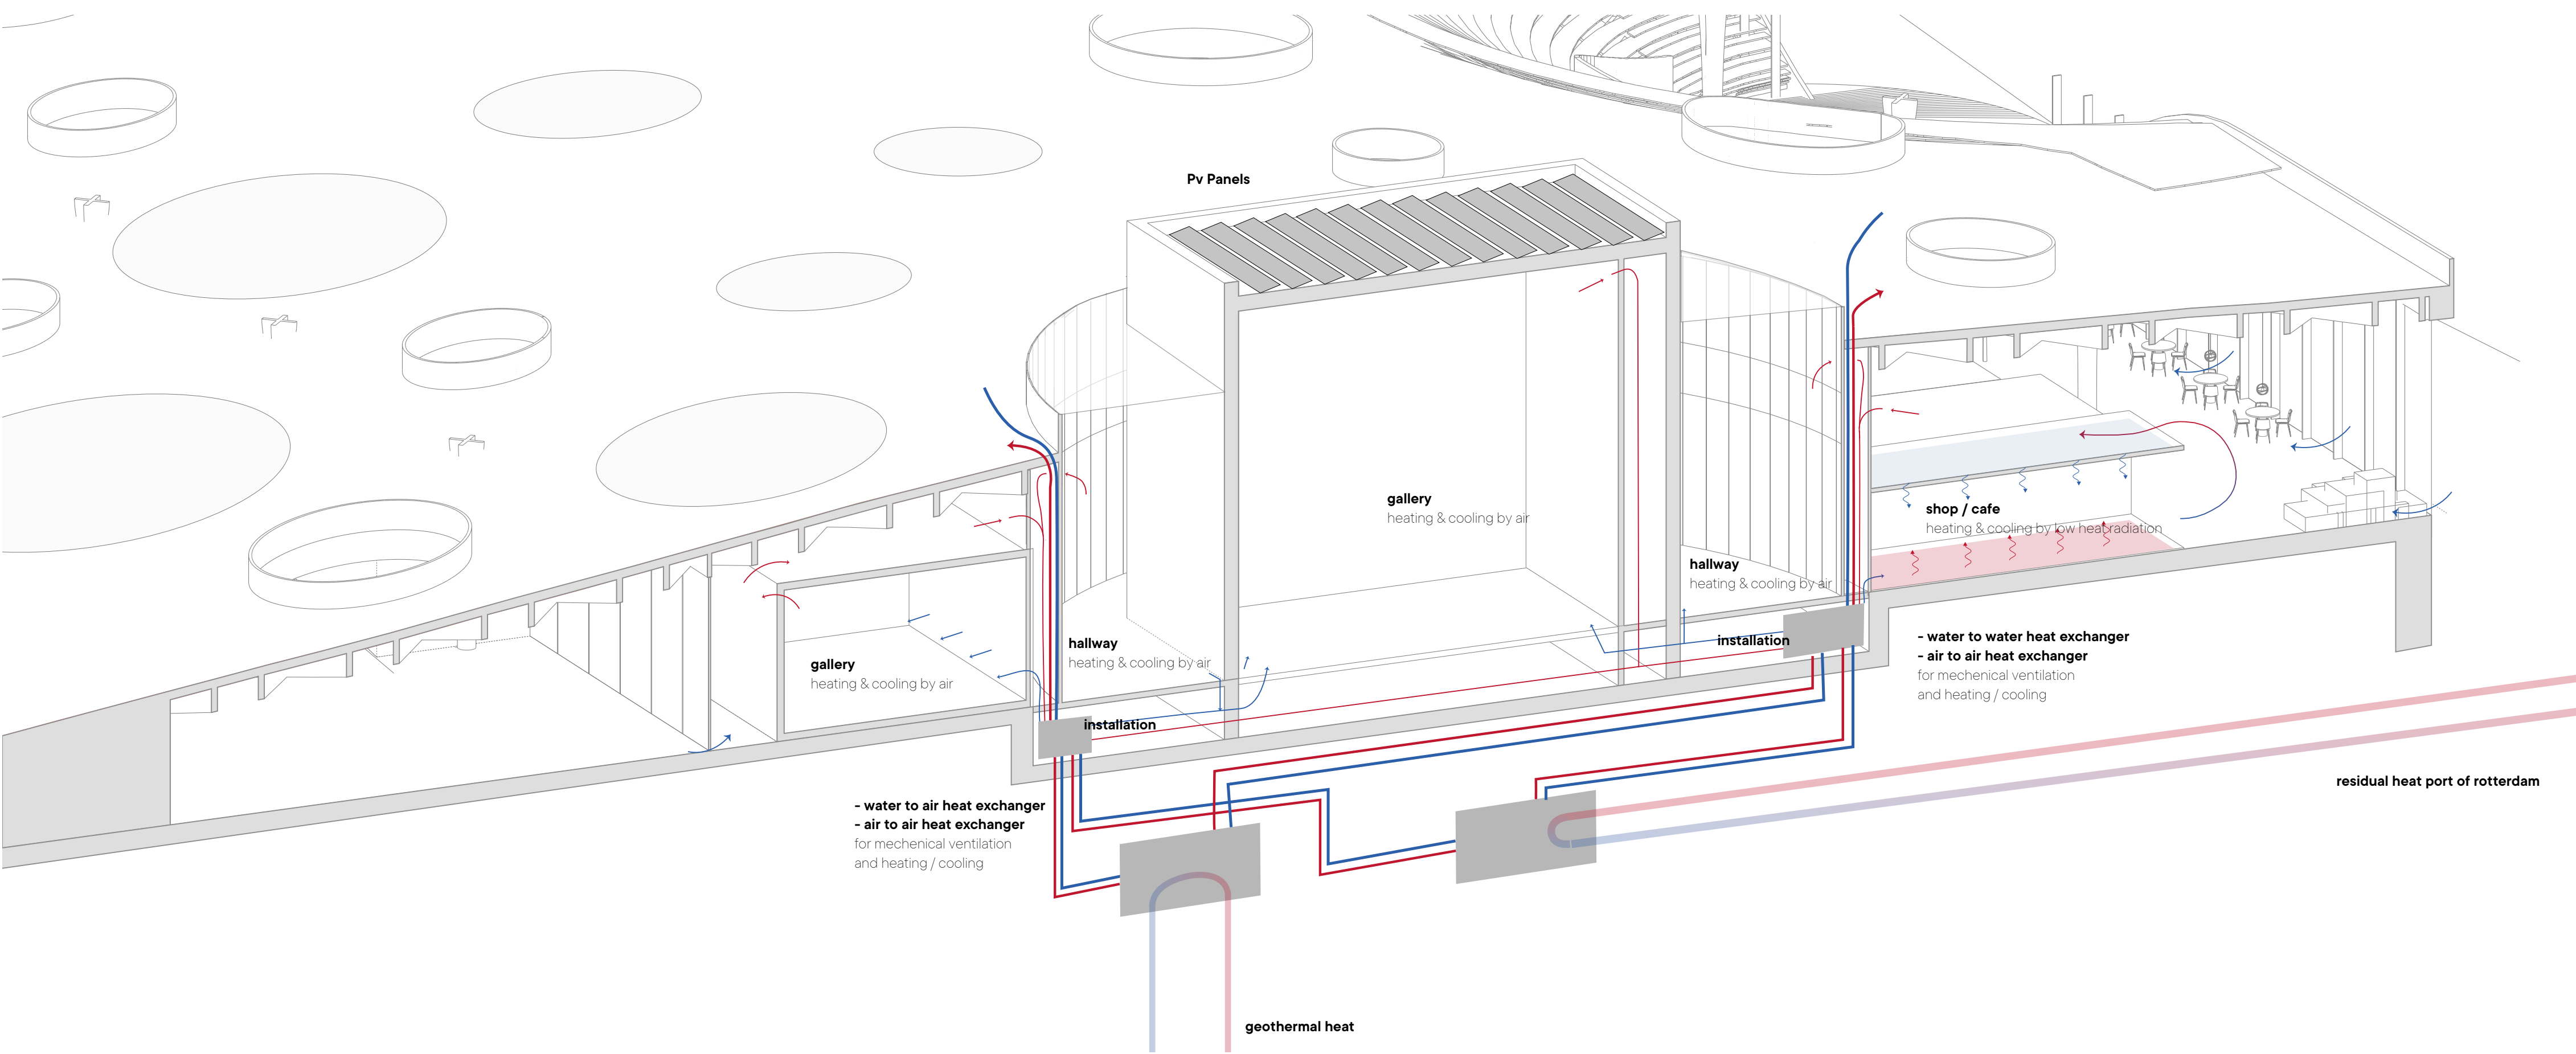 Pv Panels
gallery
heating & cooling by air
shop / cafe
heating & cooling by low heat radiation
hallway
heating & cooling by air
installation
- water to water heat exchanger
- air to air heat exchanger
for mechenical ventilation
and heating / cooling
hallway
heating & cooling by air
gallery
heating & cooling by air
installation
- water to air heat exchanger
- air to air heat exchanger
for mechenical ventilation
and heating / cooling
residual heat port of rotterdam
geothermal heat